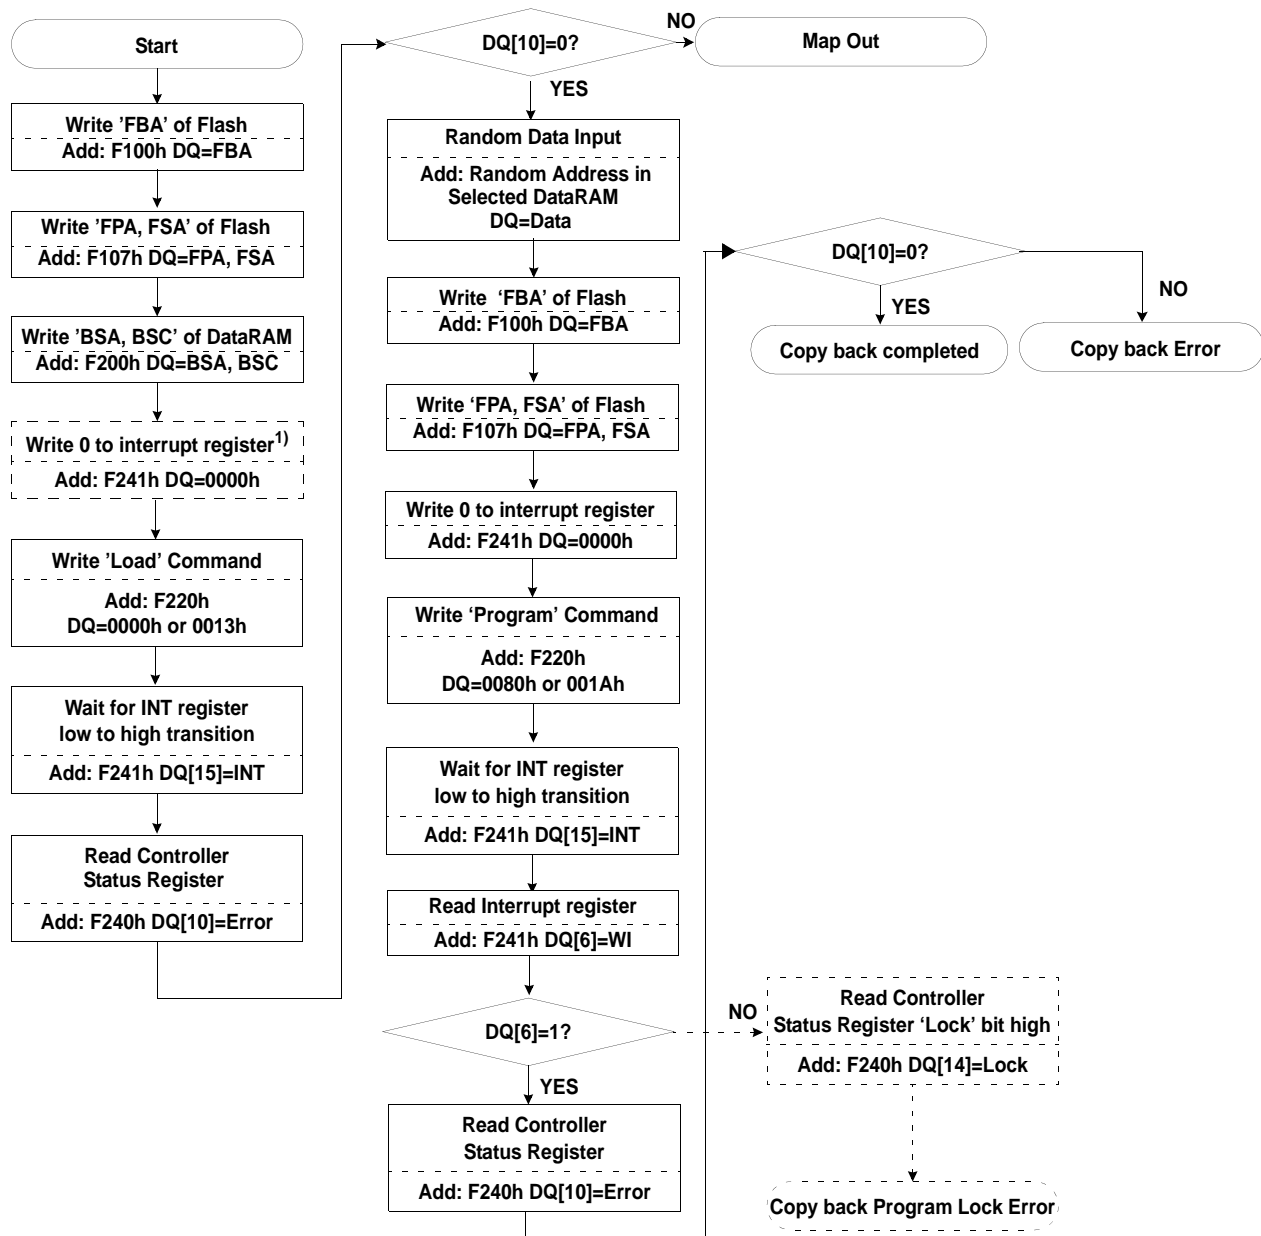 Start
Write 'FBA' of Flash
Add: F100h DQ=FBA
Write ’FPA, FSA’ of Flash
Add: F107h DQ=FPA, FSA
Write 'BSA, BSC' of DataRAM
Add: F200h DQ=BSA, BSC
Write 0 to interrupt register1)
Add: F241h DQ=0000h
Write 'Load' Command
Add: F220h
DQ=0000h or 0013h
Wait for INT register
low to high transition
Add: F241h DQ[15]=INT
Read Controller
Status Register
Add: F240h DQ[10]=Error
DQ[10]=0?
NO
Map Out
YES
Random Data Input
Add: Random Address in
Selected DataRAM
DQ=Data
Write ‘FBA’ of Flash
Add: F100h DQ=FBA
Write ‘FPA, FSA’ of Flash
Add: F107h DQ=FPA, FSA
Write 0 to interrupt register
Add: F241h DQ=0000h
Write ‘Program’ Command
Add: F220h
DQ=0080h or 001Ah
Wait for INT register
low to high transition
Add: F241h DQ[15]=INT
Read Interrupt register
Add: F241h DQ[6]=WI
DQ[6]=1?
NO
YES
Read Controller
Status Register
Add: F240h DQ[10]=Error
Read Controller
Status Register ‘Lock’ bit high
Add: F240h DQ[14]=Lock
Copy back Program Lock Error
DQ[10]=0?
YES
NO
Copy back completed
Copy back Error